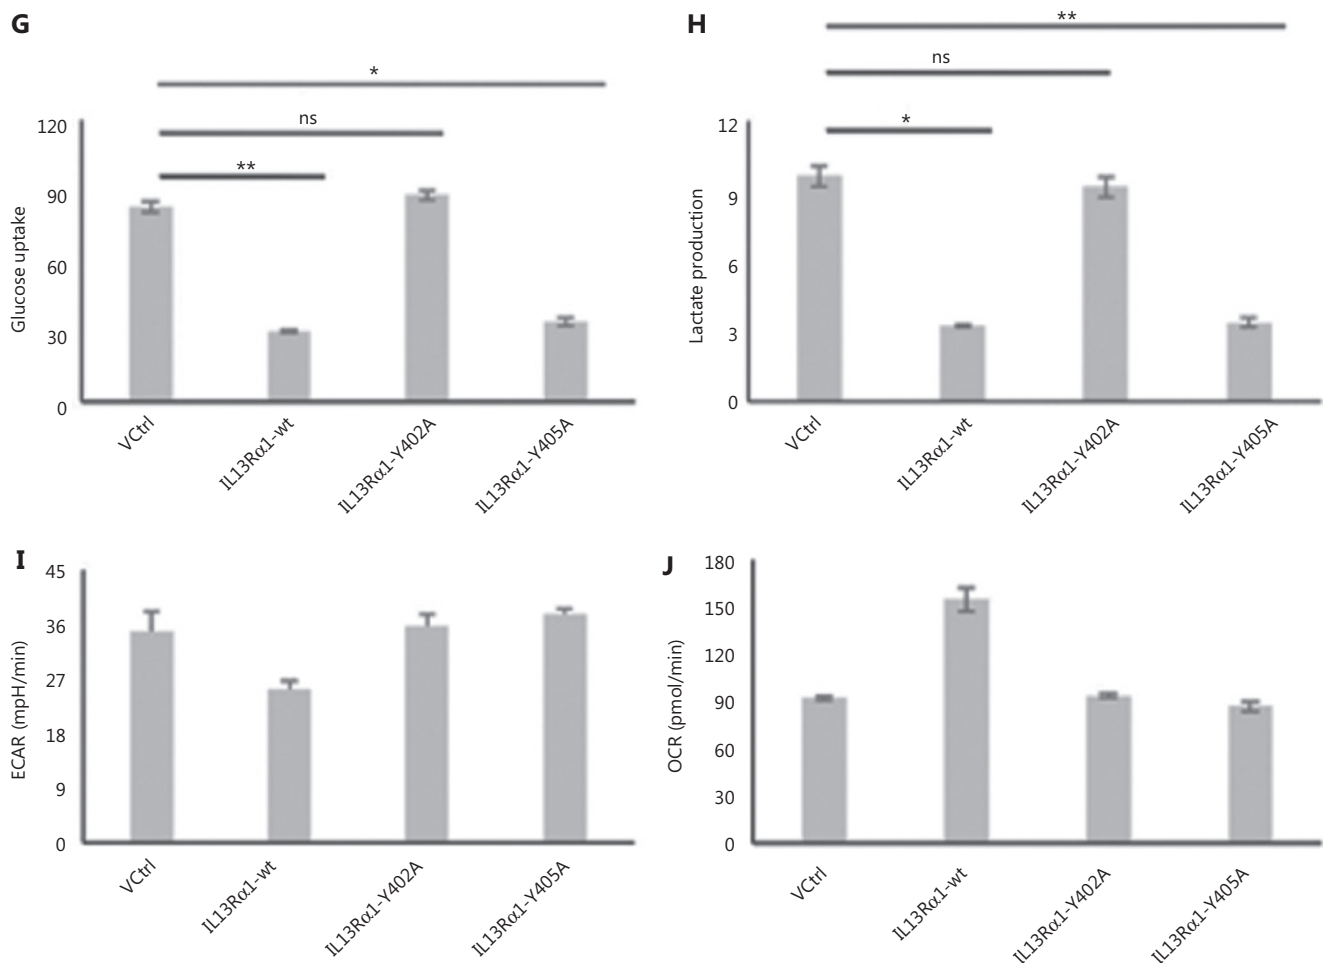 G
*
ns
**
120
90
60
30
0
Glucose uptake
VCtrl
IL13Rα1-wt
IL13Rα1-Y402A
IL13Rα1-Y405A
H
**
ns
*
12
9
6
3
0
Lactate production
VCtrl
IL13Rα1-wt
IL13Rα1-Y402A
IL13Rα1-Y405A
I
45
36
27
18
9
0
ECAR (mpH/min)
VCtrl
IL13Rα1-wt
IL13Rα1-Y402A
IL13Rα1-Y405A
J
180
150
120
90
60
30
0
OCR (pmol/min)
VCtrl
IL13Rα1-wt
IL13Rα1-Y402A
IL13Rα1-Y405A